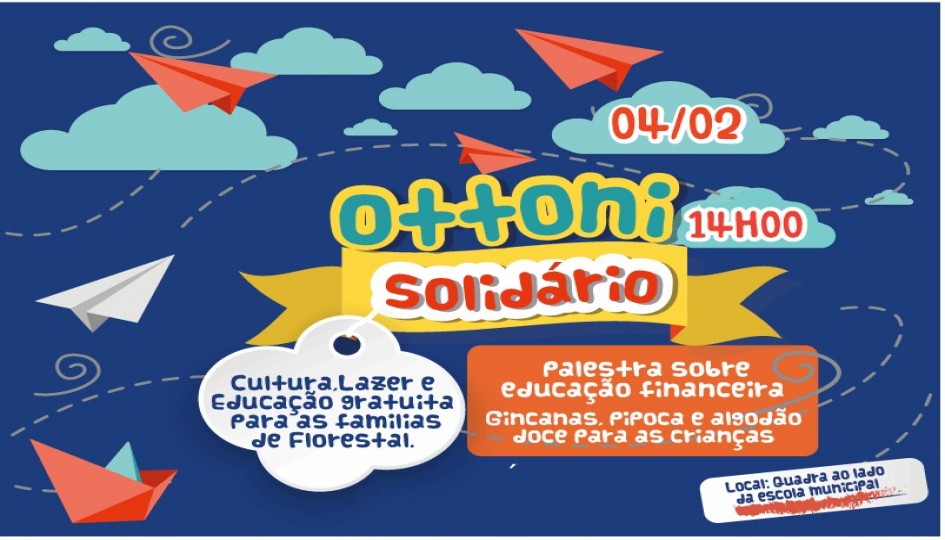 04/02
Ottoni
14H00
Solidário
Cultura,Lazer e
Educação gratuita
para as familias
de Florestal.
Palestra sobre
educação financeira
Gincanas, Pipoca e algodão
doce para as crianças
Local: Quadra ao lado
da escola municipal